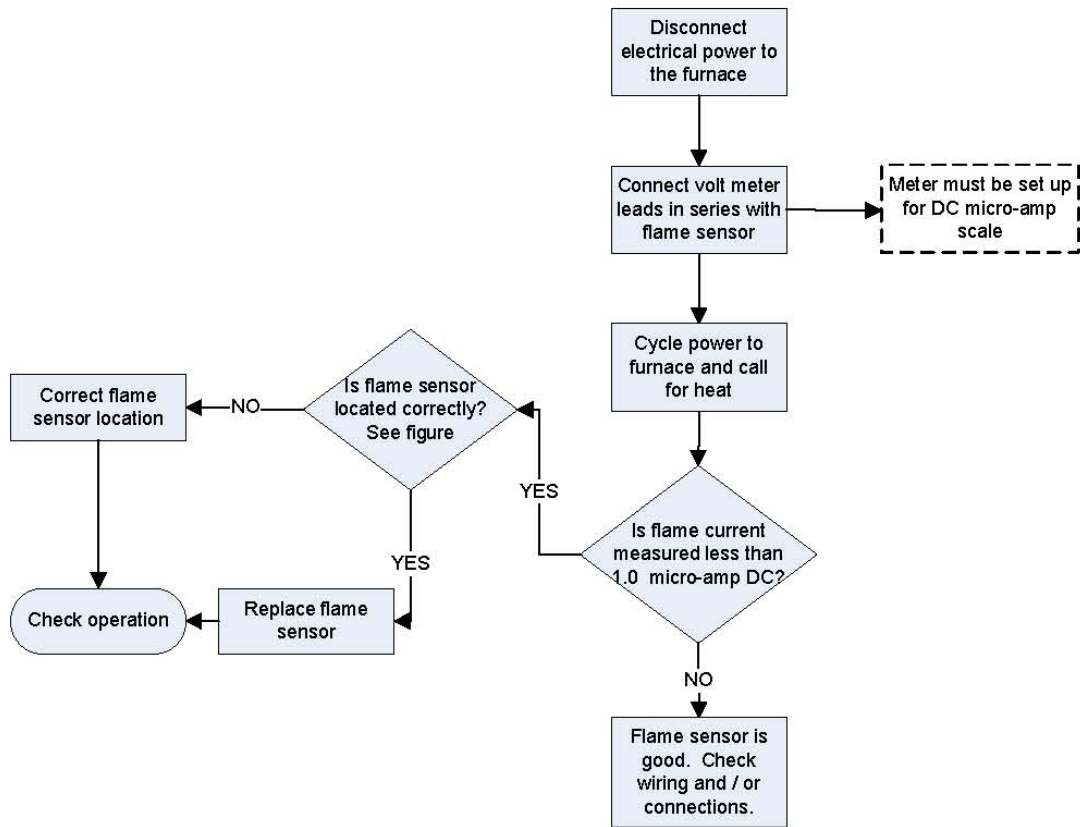 Disconnect
electrical power to
the furnace
Connect volt meter
leads in series with
flame sensor
Meter must be set up
for DC micro-amp
scale
Cycle power to
furnace and call
for heat
Is flame current
measured less than
1.0 micro-amp DC?
YES
NO
Is flame sensor
located correctly?
See figure
NO
YES
Correct flame
sensor location
Replace flame
sensor
Check operation
Flame sensor is
good. Check
wiring and / or
connections.